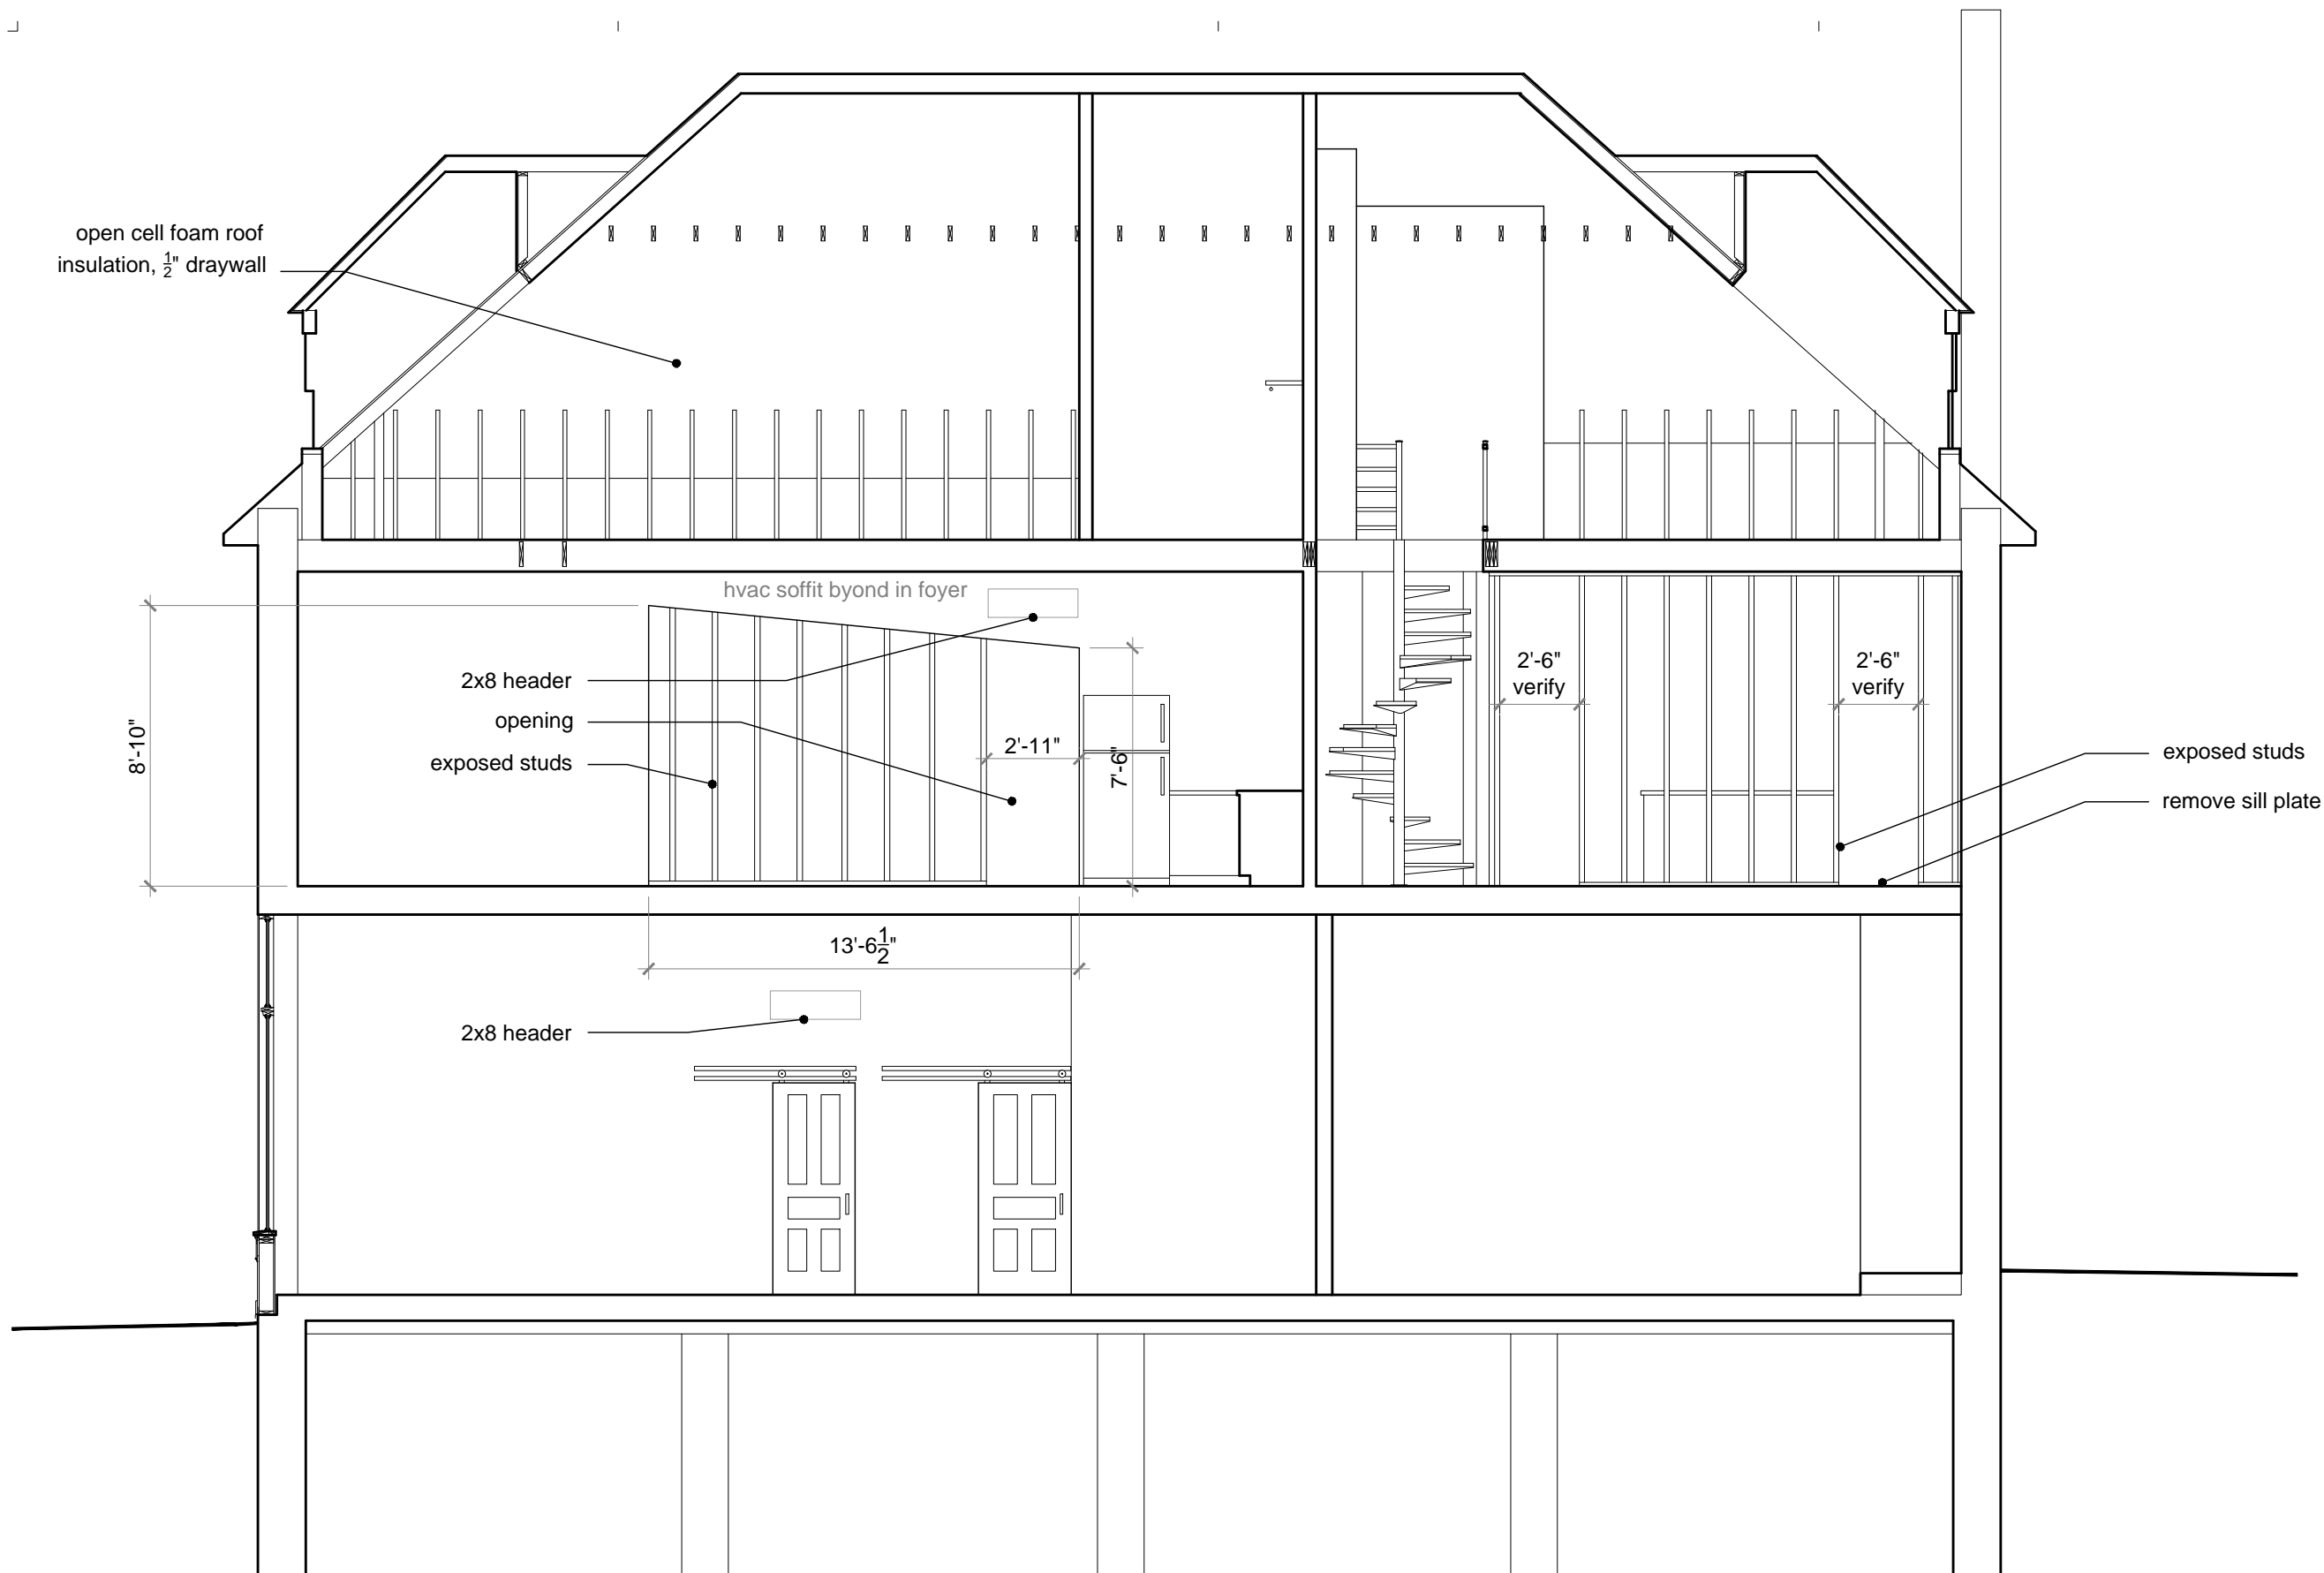 open cell foam roof
insulation, 1/2" draywall
hvac soffit byond in foyer
2x8 header
opening
exposed studs
8'-10"
2'-11"
7'-6"
2'-6"
verify
2'-6"
verify
exposed studs
remove sill plate
13'-6 1/2"
2x8 header